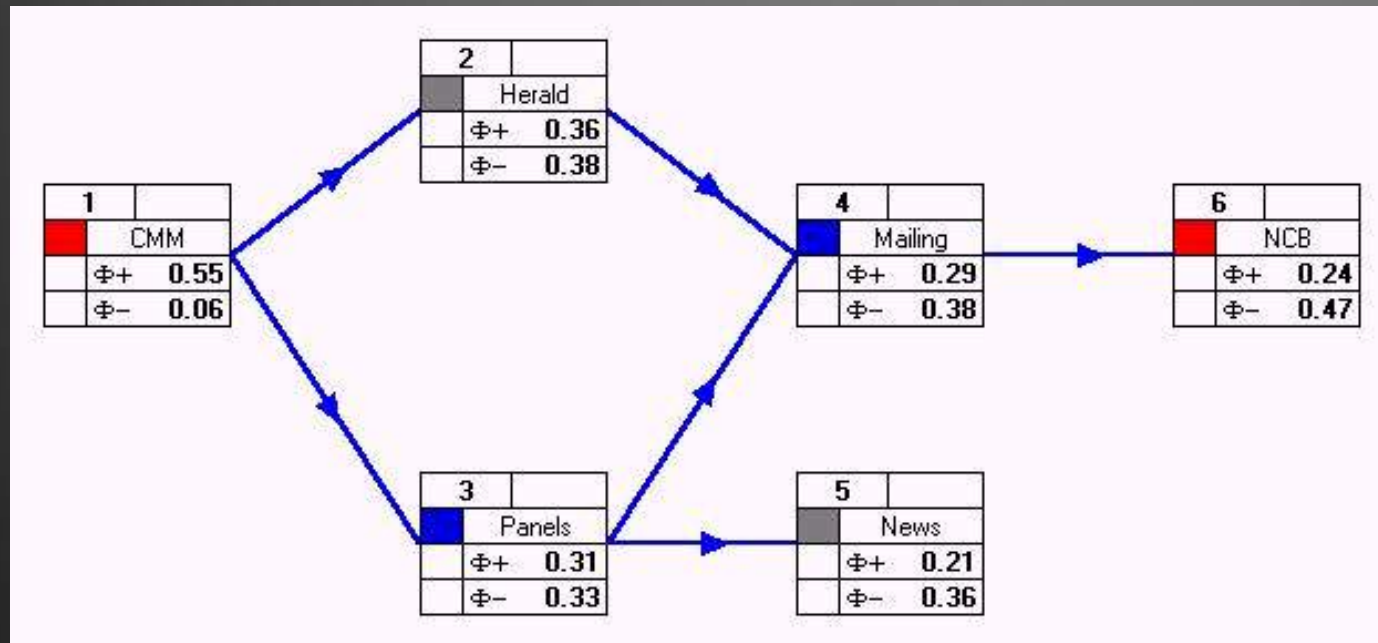 2
Herald
Φ+ 0.36
Φ− 0.38
1
CMM
Φ+ 0.55
Φ− 0.06
4
Mailing
Φ+ 0.29
Φ− 0.38
6
NCB
Φ+ 0.24
Φ− 0.47
3
Panels
Φ+ 0.31
Φ− 0.33
5
News
Φ+ 0.21
Φ− 0.36